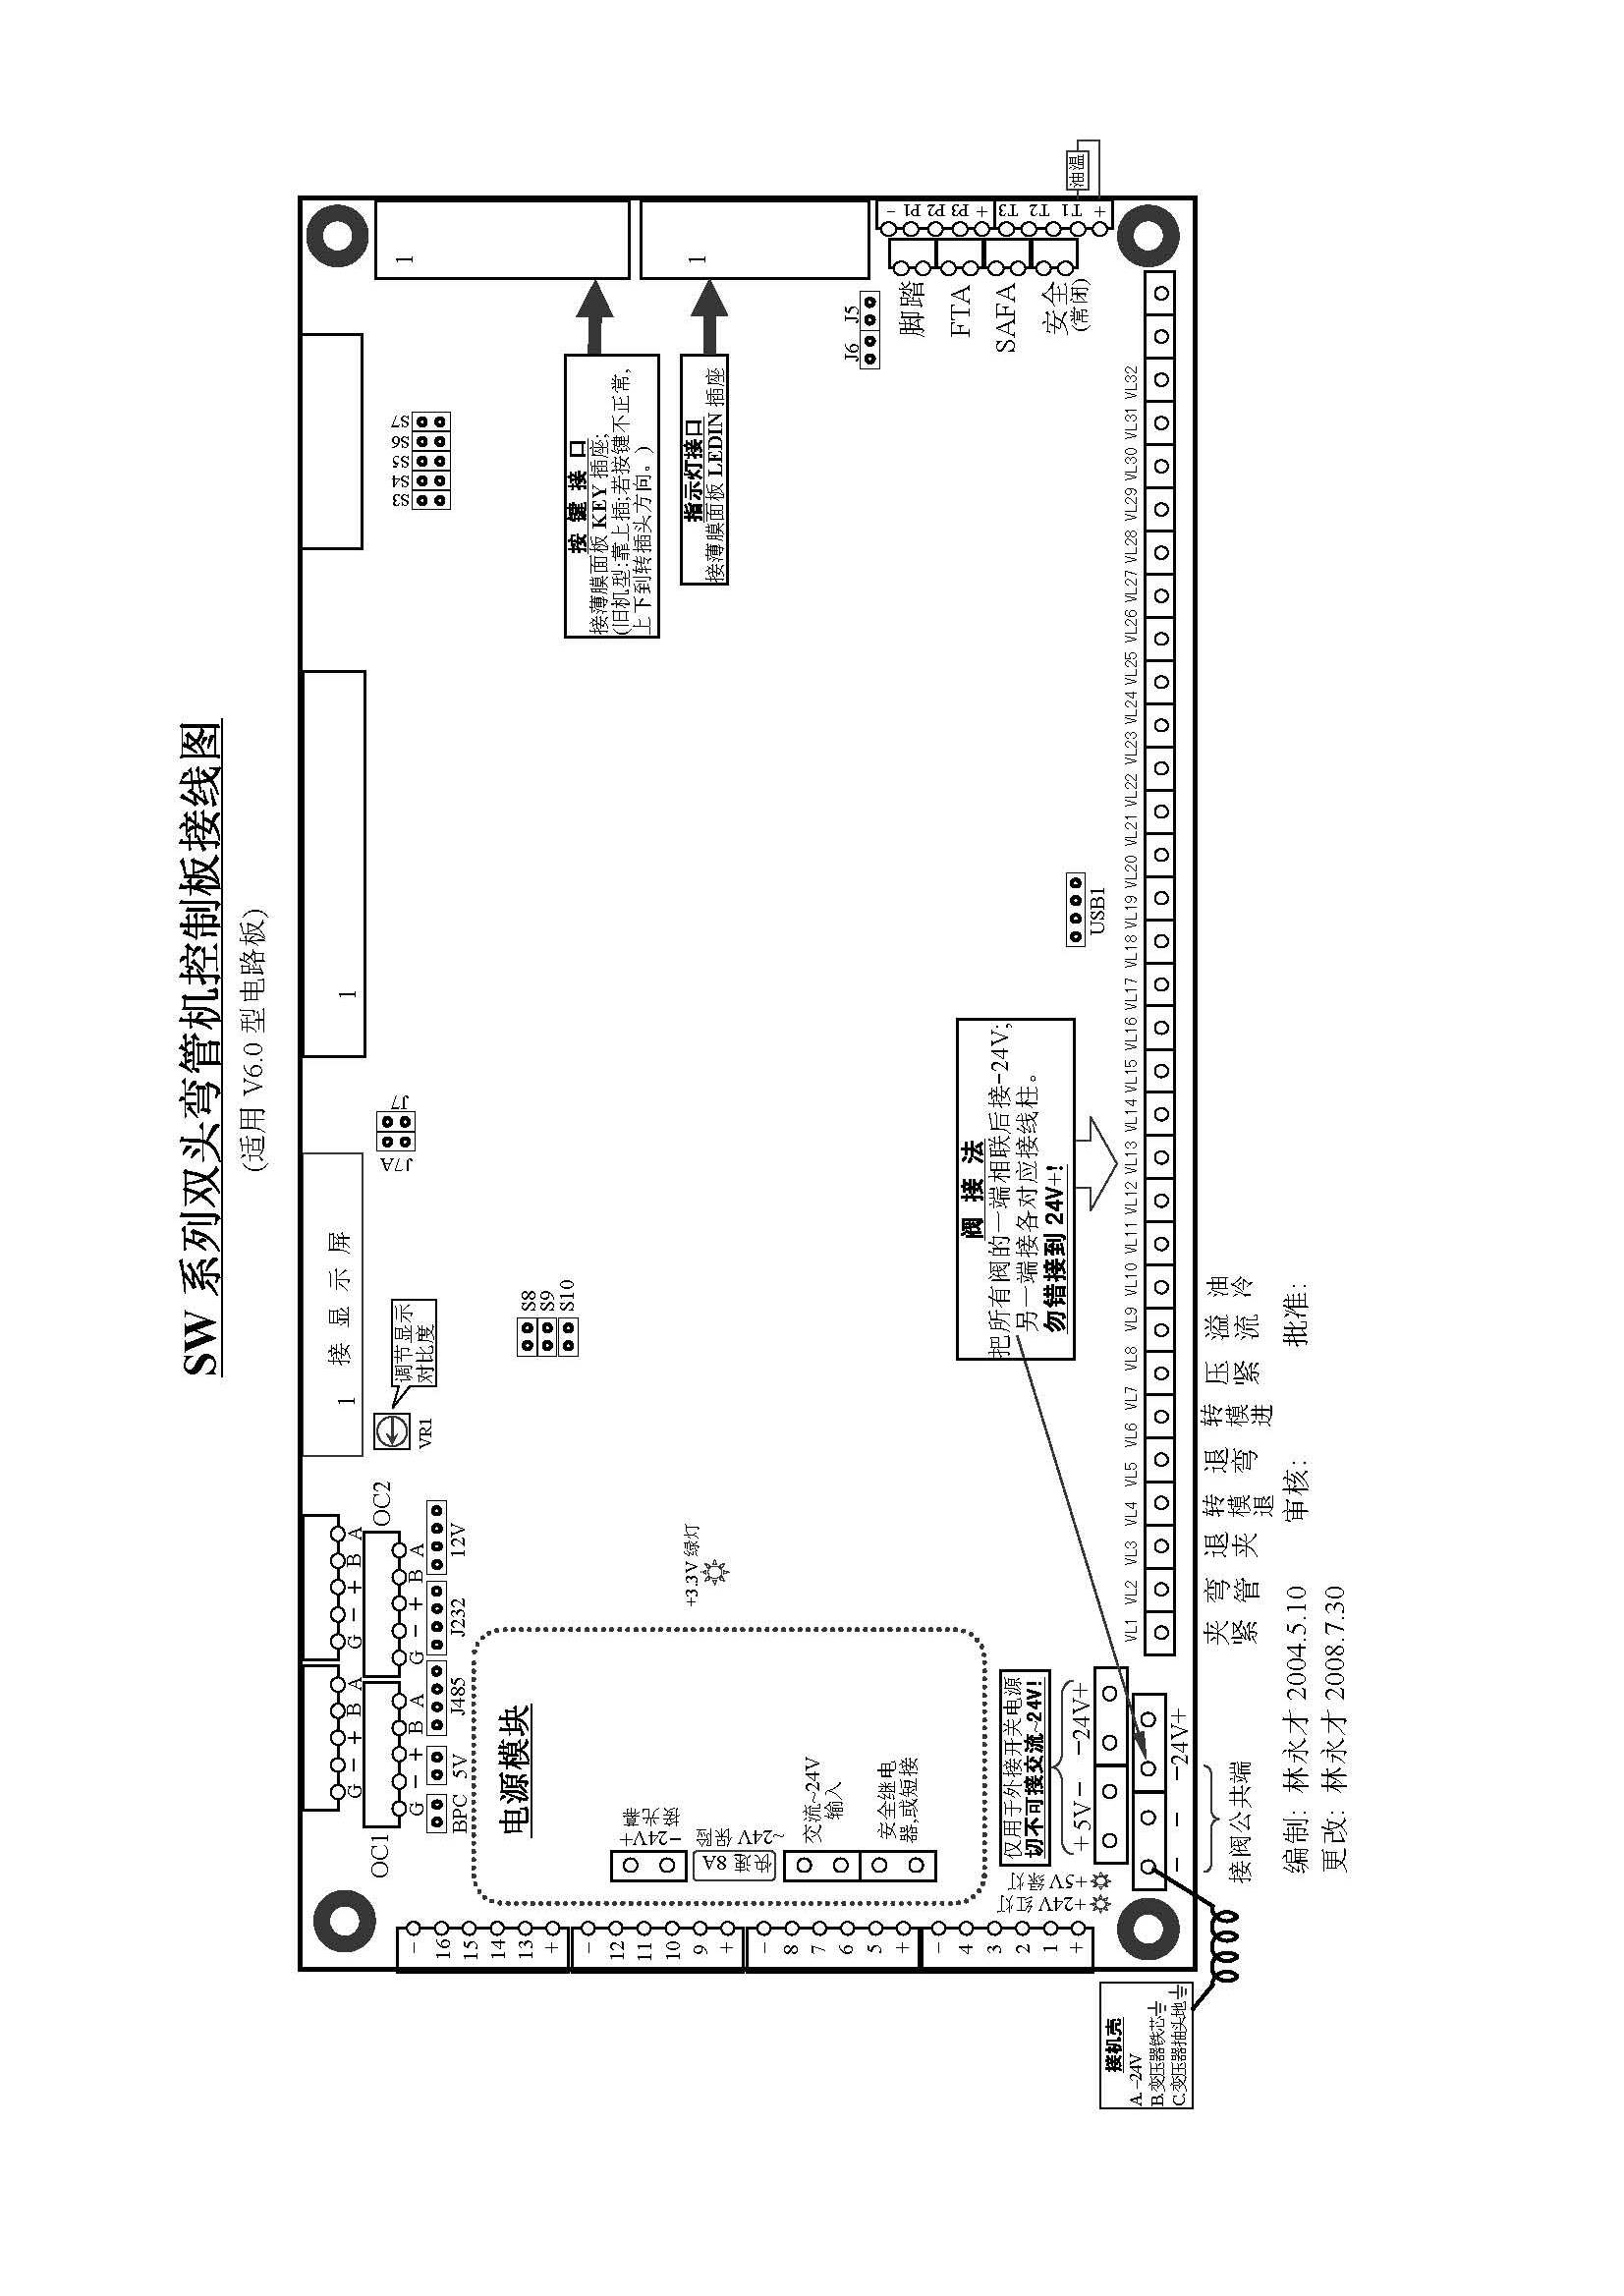 SW 系列双头弯管机控制板接线图
(适用 V6.0 型电路板)
1 接 显 示 屏
1
调节显示
对比度
VR1
J7A J7
S3 S4 S5 S6 S7
S8
S9
S10
G － + B A
G － + B A
OC1
G － + B A
G － + B A
OC2
BPC 5V J485 J232 12V
－
16
15
14
13
+
－
12
11
10
9
+
－
8
7
6
5
+
－
4
3
2
1
+
电源模块
－24V+
～24V 保险
交流 8A
交流~24V
输入
安全继电
器,或短接
+3.3V 绿灯
按 键 接 口
接薄膜面板 KEY 插座;
(旧机型:靠上插;若按键不正常,
上下到转插头方向。)
1
指示灯接口
接薄膜面板 LEDIN 插座
1
J6 J5
脚踏
FTA
SAFA
安全
(常闭)
－ P1 P2 P3 + T3 T2 T1 +
油温
USB1
阀 接 法
把所有阀的一端相联后接-24V;
另一端接各对应接线柱。
勿错接到 24V+!
仅用于外接开关电源
切不可接交流~24V!
+5V－ －24V+
+24V 红灯
+5V 绿灯
－ － －24V+
接阀公共端
接机壳
A. -24V
B.变压器铁芯
C.变压器抽头地
VL1 VL2 VL3 VL4 VL5 VL6 VL7 VL8 VL9 VL10 VL11 VL12 VL13 VL14 VL15 VL16 VL17 VL18 VL19 VL20 VL21 VL22 VL23 VL24 VL25 VL26 VL27 VL28 VL29 VL30 VL31 VL32
夹 弯 退 转 退 转 压 溢 油
紧 管 夹 模 弯 模 紧 流 冷
退 进
编制: 林永才 2004.5.10 审核: 批准:
更改: 林永才 2008.7.30